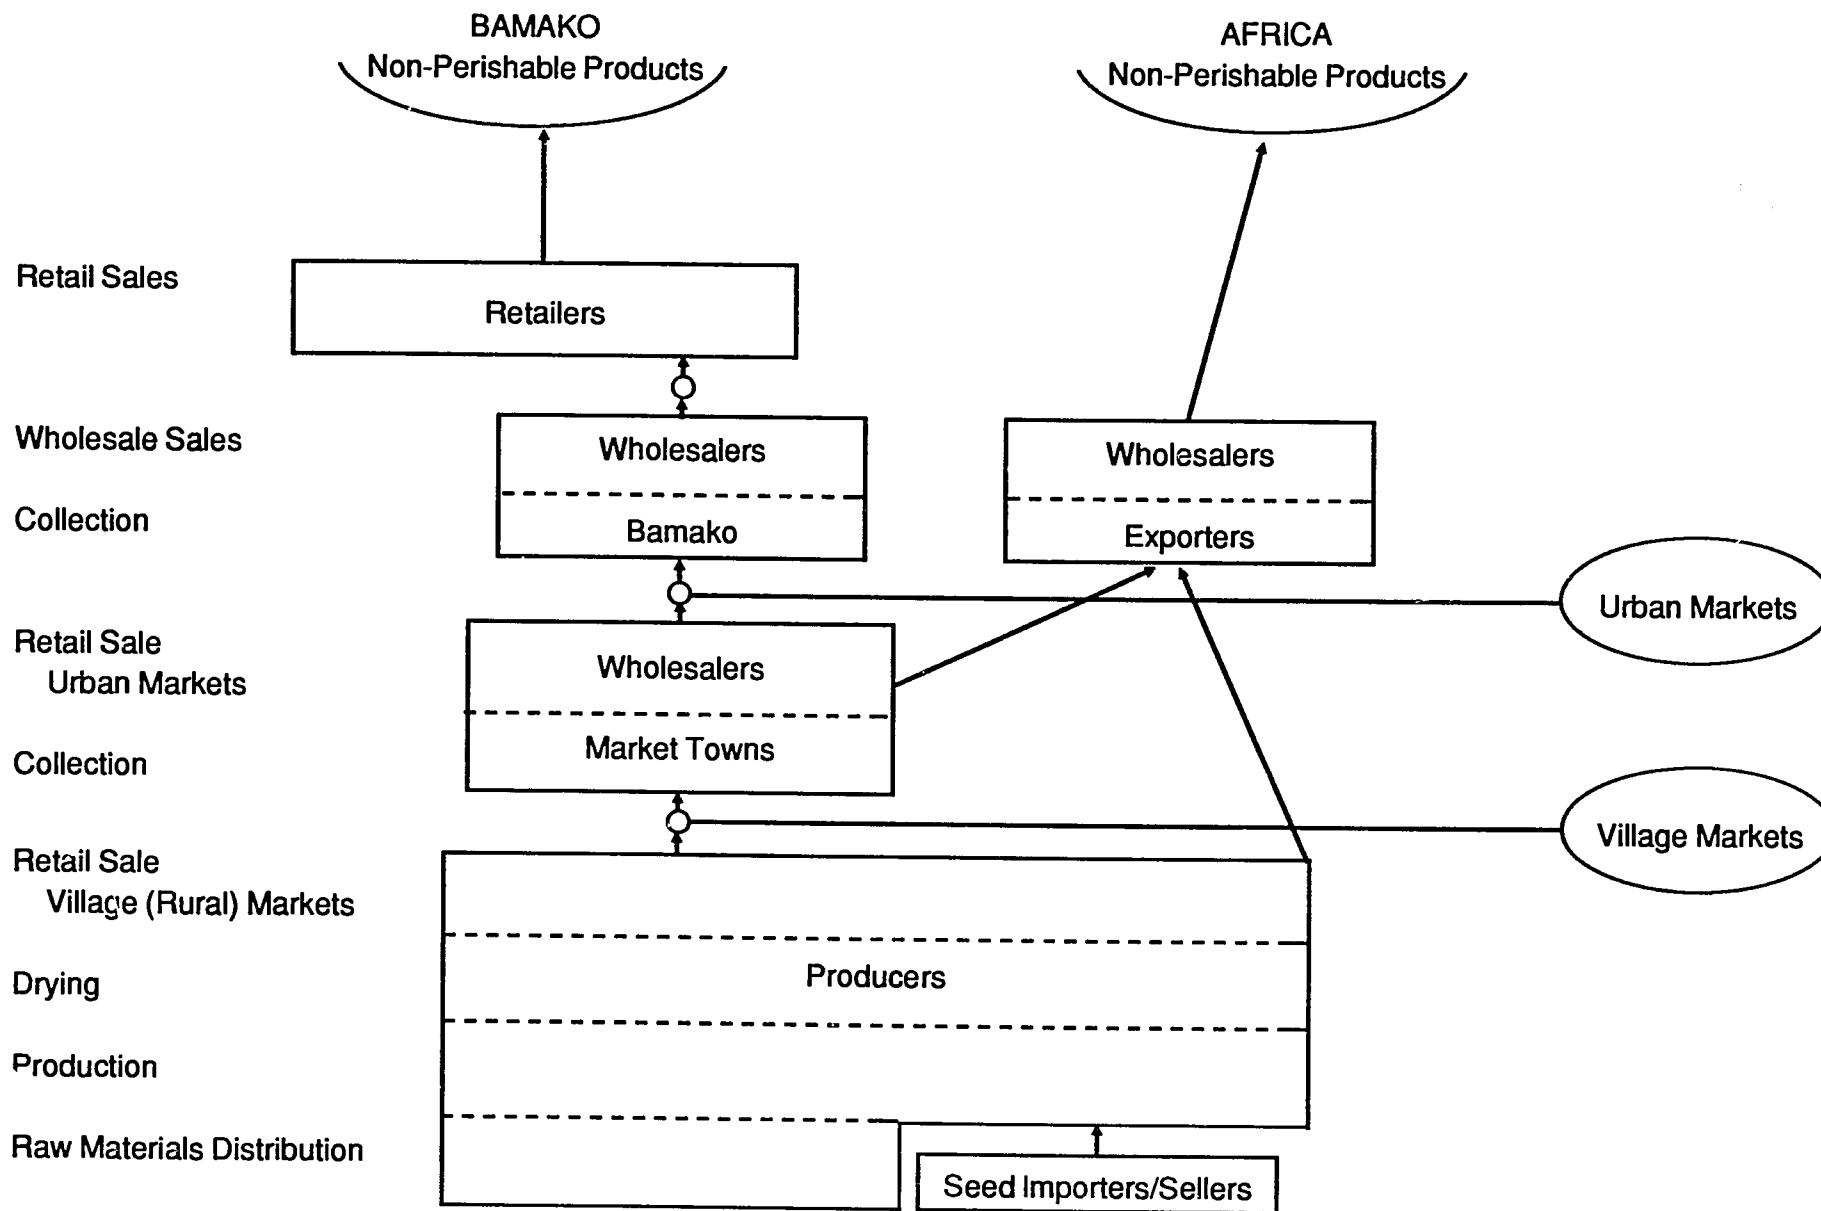 BAMAKO
Non-Perishable Products
AFRICA
Non-Perishable Products
Retail Sales
Retailers
Wholesale Sales
Wholesalers
Wholesalers
Collection
Bamako
Exporters
Urban Markets
Retail Sale
Urban Markets
Wholesalers
Market Towns
Collection
Village Markets
Retail Sale
Village (Rural) Markets
Drying
Producers
Production
Raw Materials Distribution
Seed Importers/Sellers